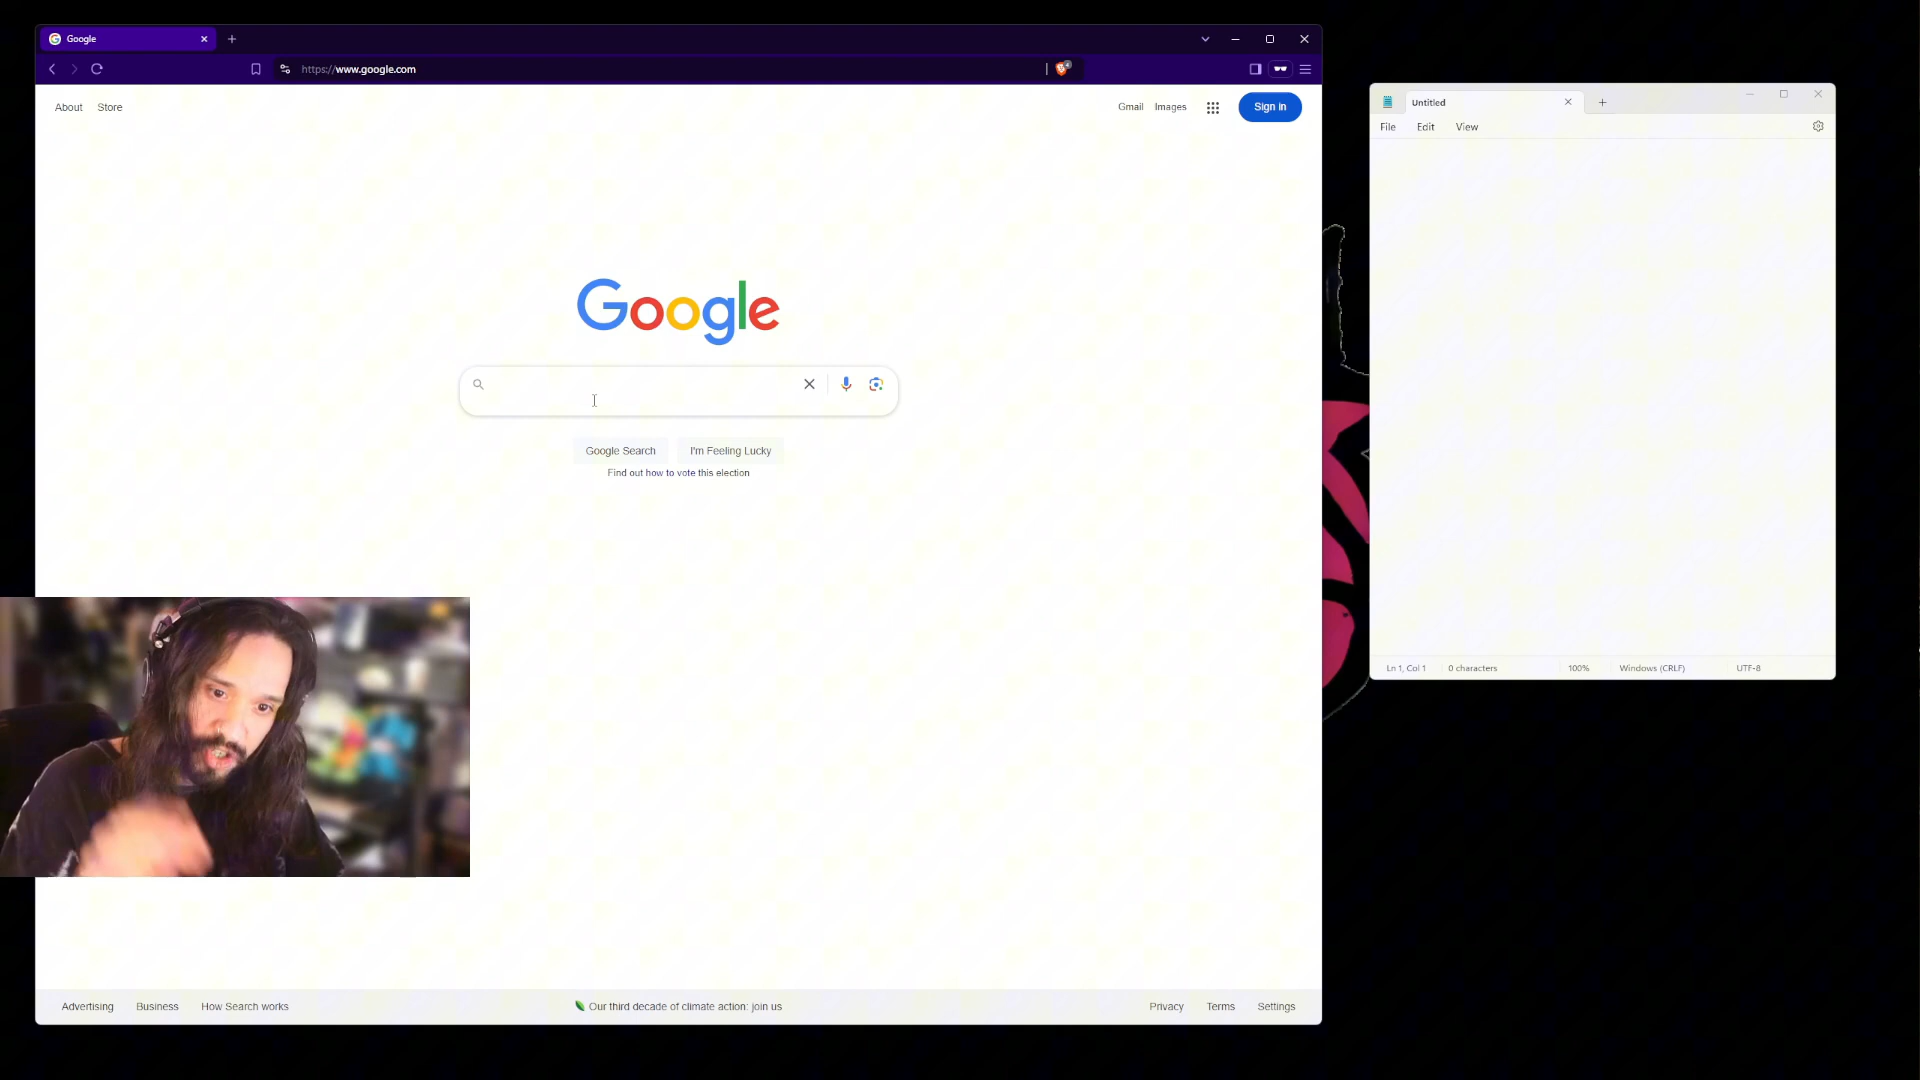 Google
https://www.google.com
4
About Store
Gmail Images Sign in
Google
Google Search I'm Feeling Lucky
Find out how to vote this election
Advertising Business How Search works
Our third decade of climate action: join us
Privacy Terms Settings
Untitled
File Edit View
Ln 1, Col 1 0 characters 100% Windows (CRLF) UTF-8